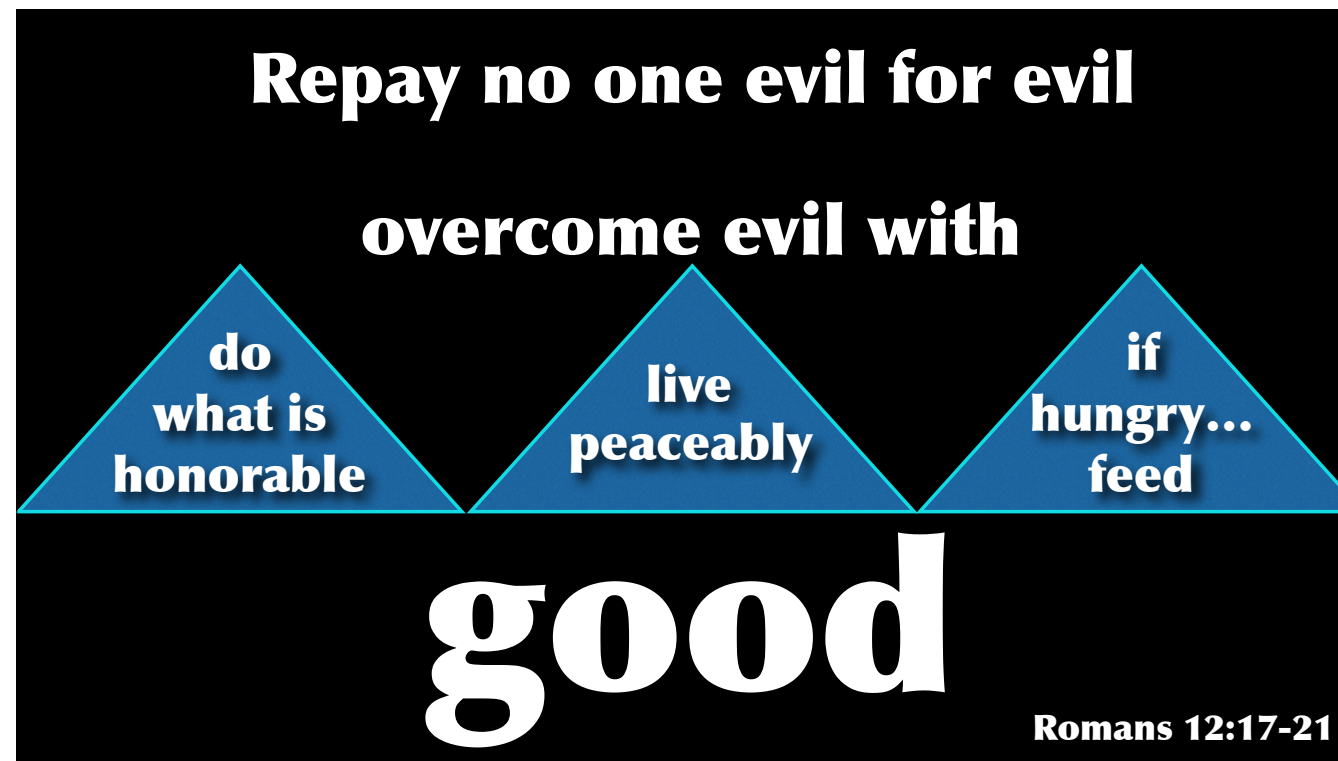 Repay no one evil for evil
overcome evil with
do
what is
honorable
live
peaceably
if
hungry...
feed
good
Romans 12:17-21